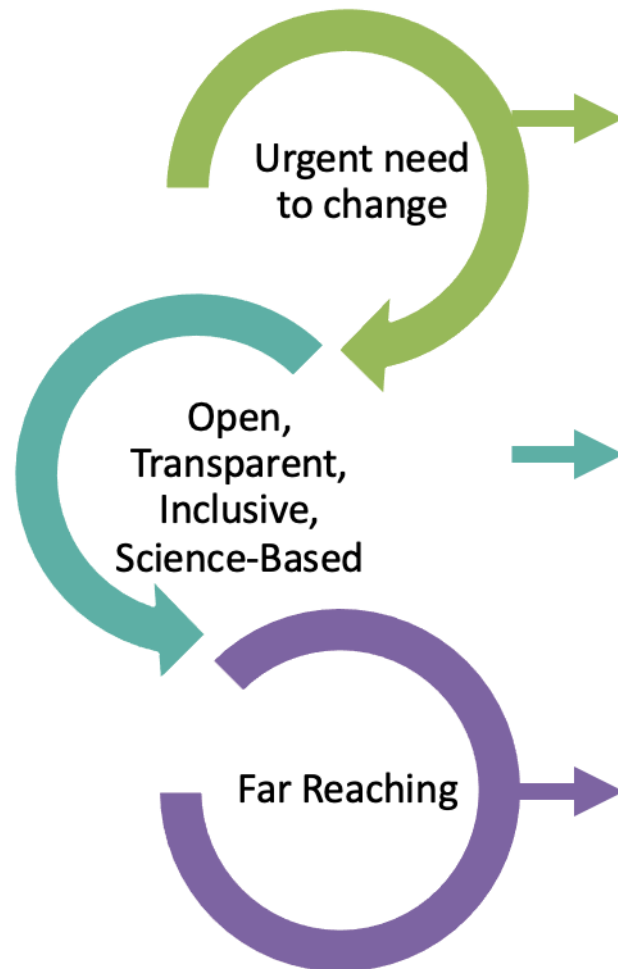 Urgent need
to change
Open,
Transparent,
Inclusive,
Science-Based
Far Reaching